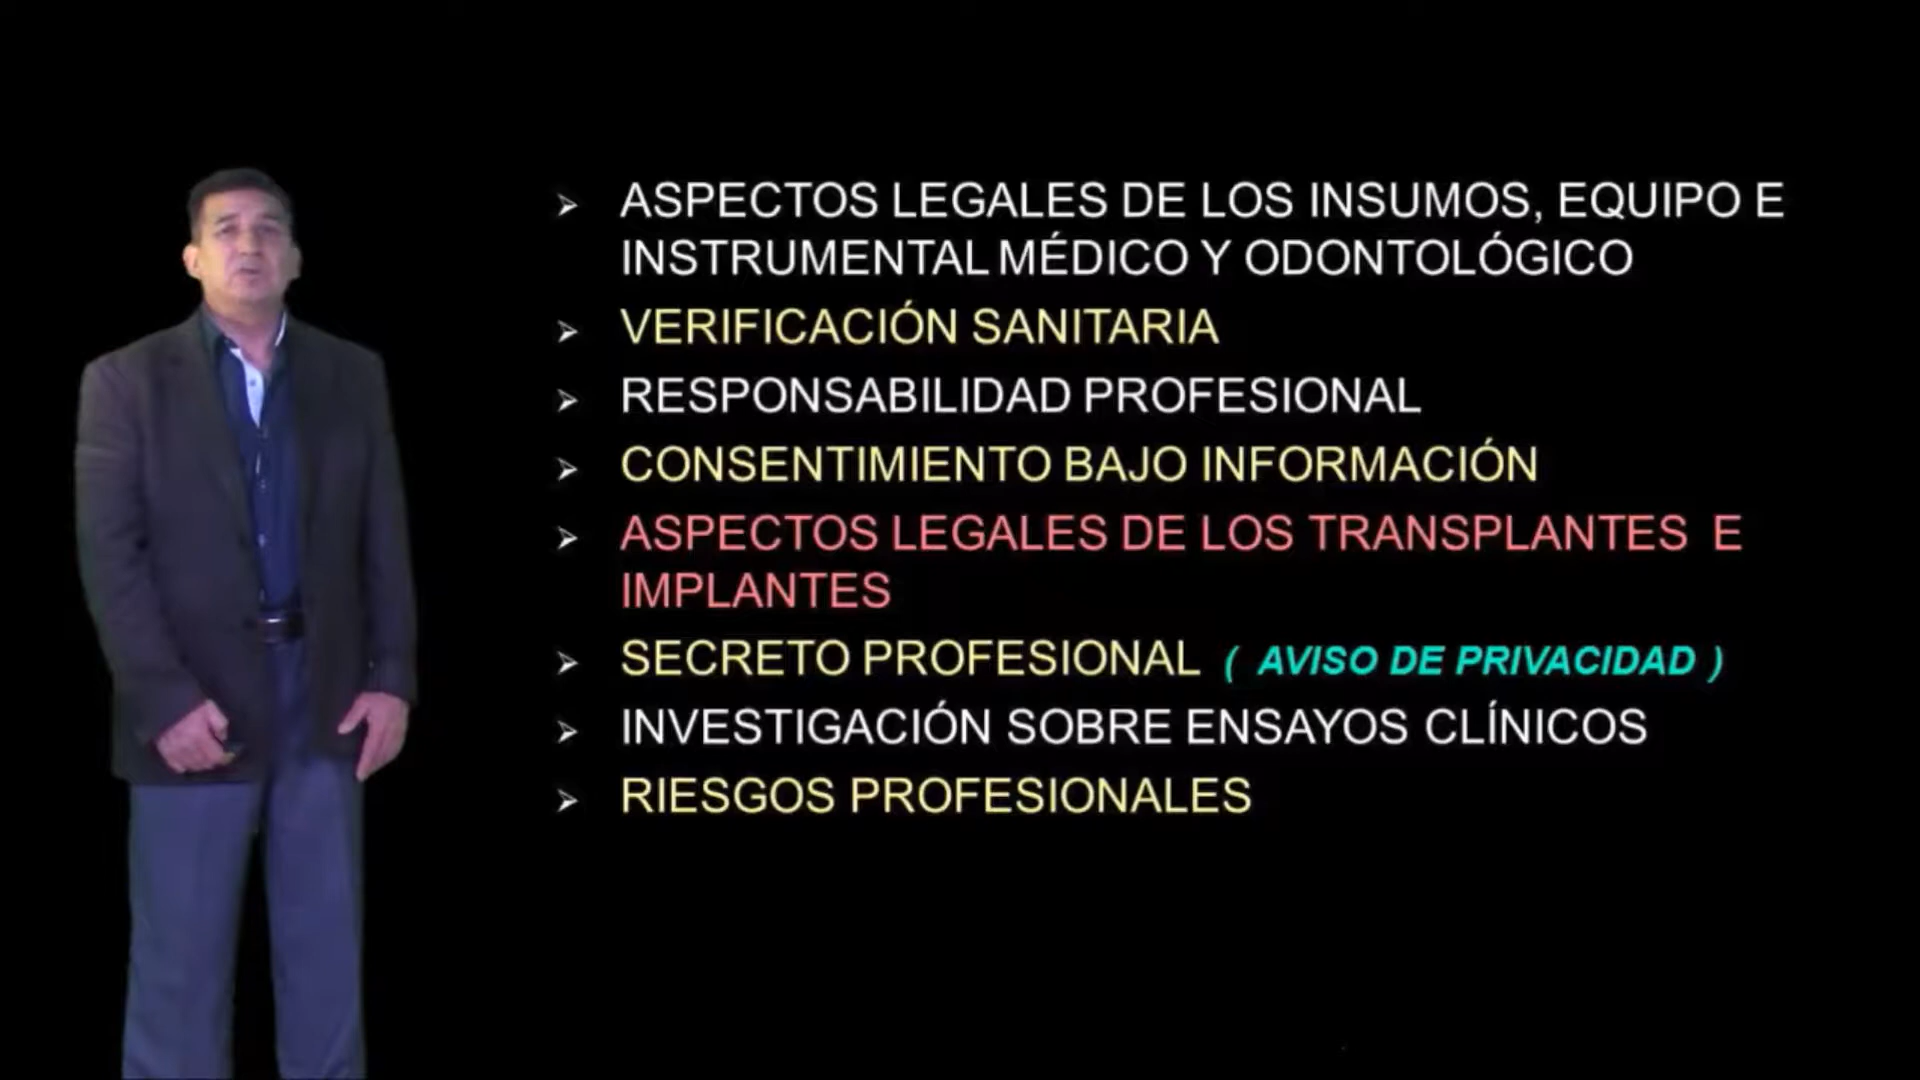 ASPECTOS LEGALES DE LOS INSUMOS, EQUIPO E
INSTRUMENTAL MÉDICO Y ODONTOLÓGICO
VERIFICACIÓN SANITARIA
RESPONSABILIDAD PROFESIONAL
CONSENTIMIENTO BAJO INFORMACIÓN
ASPECTOS LEGALES DE LOS TRANSPLANTES E
IMPLANTES
SECRETO PROFESIONAL ( AVISO DE PRIVACIDAD )
INVESTIGACIÓN SOBRE ENSAYOS CLÍNICOS
RIESGOS PROFESIONALES